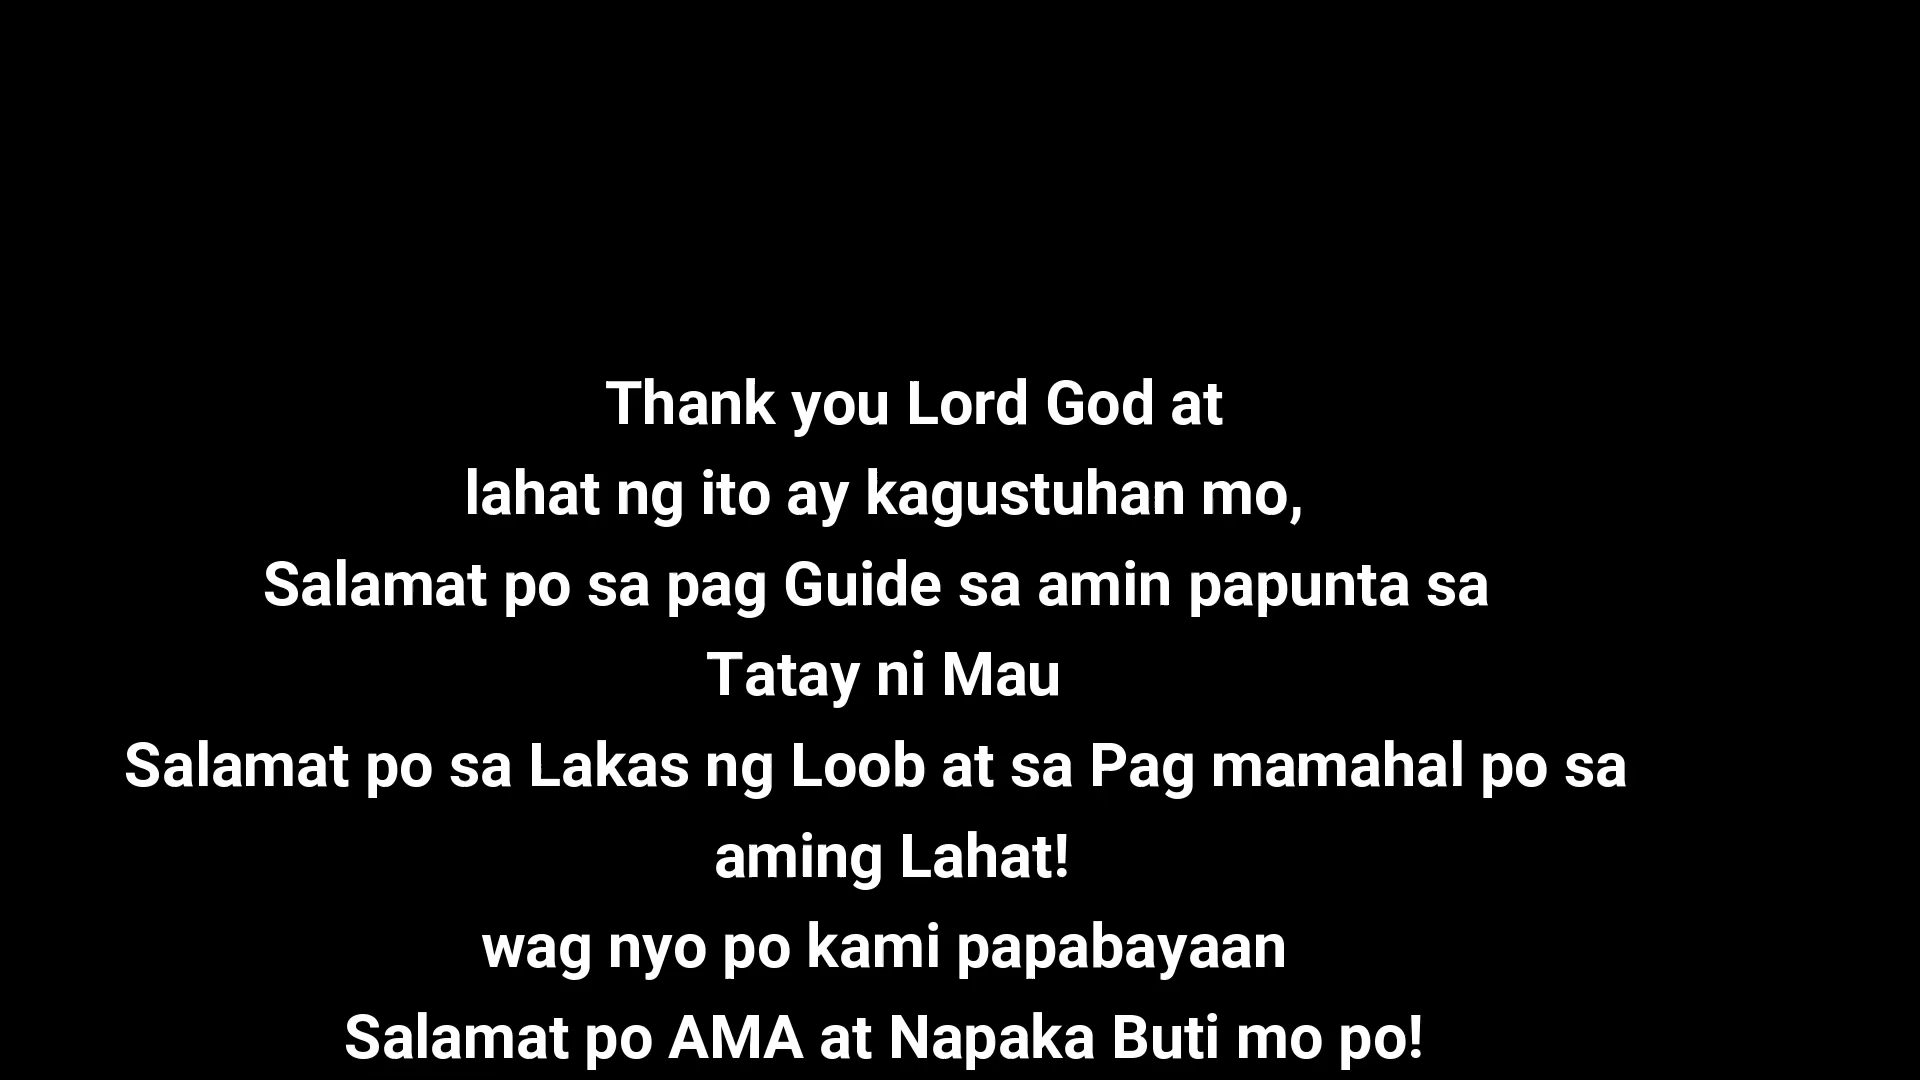 Thank you Lord God at
lahat ng ito ay kagustuhan mo,
Salamat po sa pag Guide sa amin papunta sa
Tatay ni Mau
Salamat po sa Lakas ng Loob at sa Pag mamahal po sa
aming Lahat!
wag nyo po kami papabayaan
Salamat po AMA at Napaka Buti mo po!